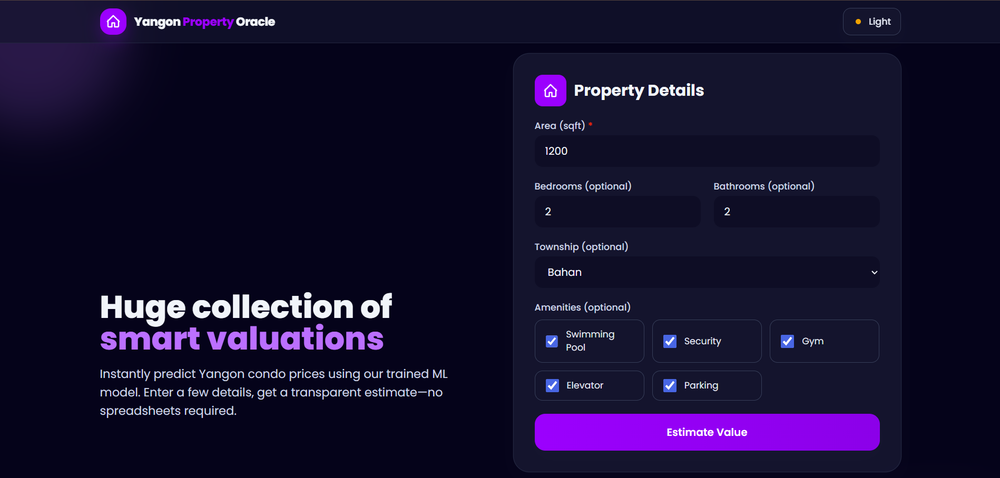 Yangon Property Oracle
Light
Huge collection of
smart valuations
Instantly predict Yangon condo prices using our trained ML
model. Enter a few details, get a transparent estimate—no
spreadsheets required.
Property Details
Area (sqft) *
1200
Bedrooms (optional)
2
Bathrooms (optional)
2
Township (optional)
Bahan
Amenities (optional)
Swimming
Pool
Security
Gym
Elevator
Parking
Estimate Value